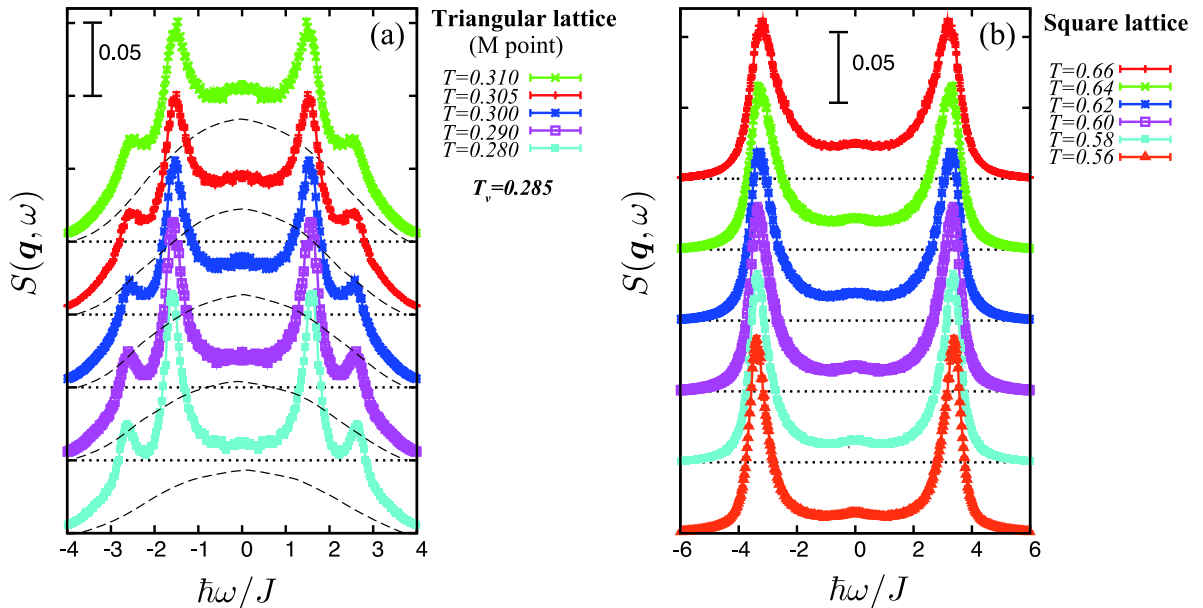 (a)
0.05
S(q, ω)
-4 -3 -2 -1 0 1 2 3 4
ħω/J
Triangular lattice
(M point)
T=0.310
T=0.305
T=0.300
T=0.290
T=0.280
Tv=0.285
(b)
0.05
S(q, ω)
-6 -4 -2 0 2 4 6
ħω/J
Square lattice
T=0.66
T=0.64
T=0.62
T=0.60
T=0.58
T=0.56